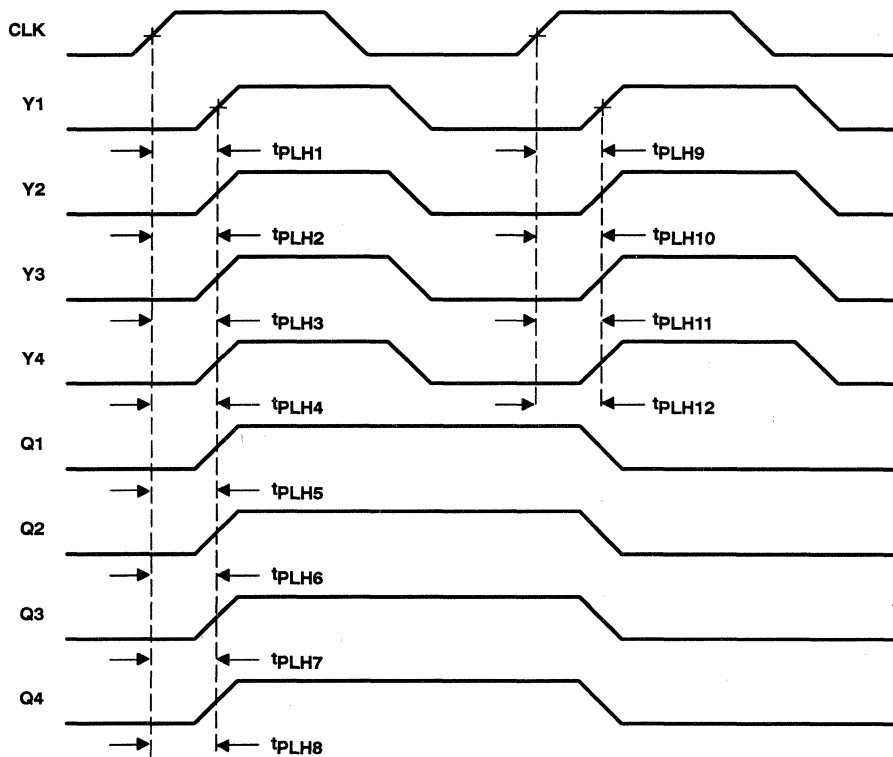 CLK
Y1
tPLH1 tPLH9
Y2
tPLH2 tPLH10
Y3
tPLH3 tPLH11
Y4
tPLH4 tPLH12
Q1
tPLH5
Q2
tPLH6
Q3
tPLH7
Q4
tPLH8